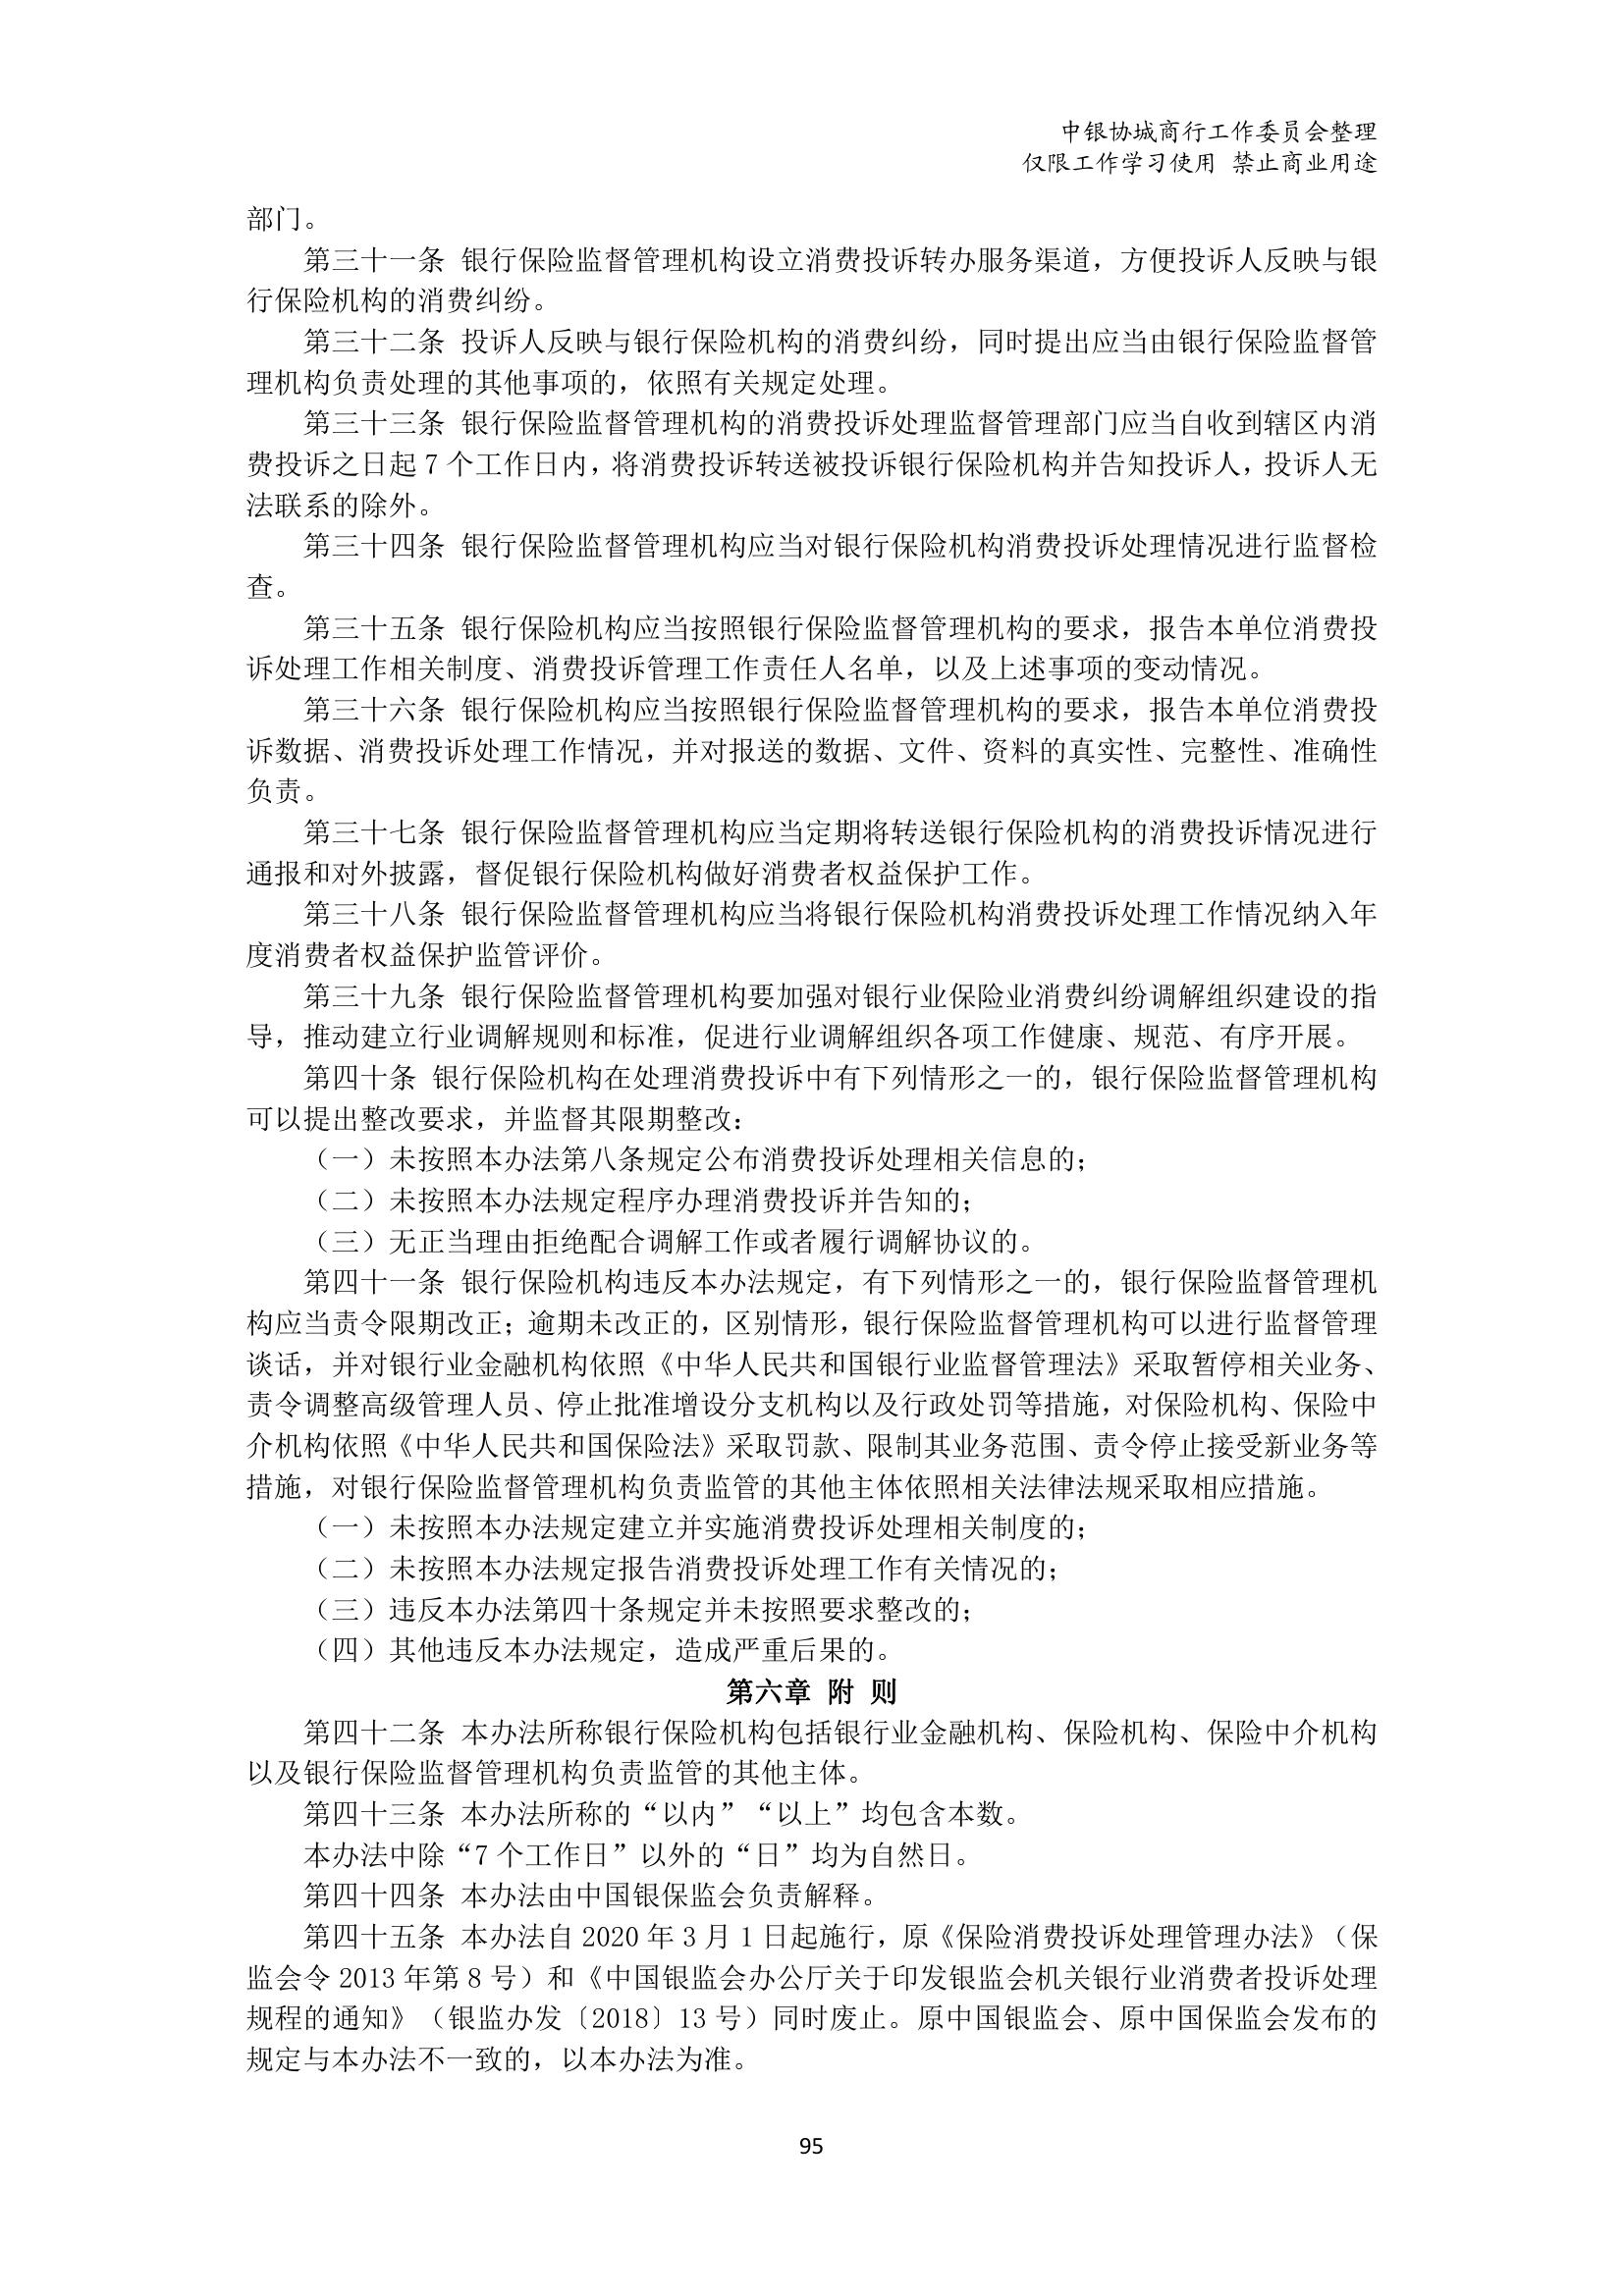 中银协城商行工作委员会整理
仅限工作学习使用 禁止商业用途
部门。
第三十一条 银行保险监督管理机构设立消费投诉转办服务渠道，方便投诉人反映与银
行保险机构的消费纠纷。
第三十二条 投诉人反映与银行保险机构的消费纠纷，同时提出应当由银行保险监督管
理机构负责处理的其他事项的，依照有关规定处理。
第三十三条 银行保险监督管理机构的消费投诉处理监督管理部门应当自收到辖区内消
费投诉之日起 7 个工作日内，将消费投诉转送被投诉银行保险机构并告知投诉人，投诉人无
法联系的除外。
第三十四条 银行保险监督管理机构应当对银行保险机构消费投诉处理情况进行监督检
查。
第三十五条 银行保险机构应当按照银行保险监督管理机构的要求，报告本单位消费投
诉处理工作相关制度、消费投诉管理工作责任人名单，以及上述事项的变动情况。
第三十六条 银行保险机构应当按照银行保险监督管理机构的要求，报告本单位消费投
诉数据、消费投诉处理工作情况，并对报送的数据、文件、资料的真实性、完整性、准确性
负责。
第三十七条 银行保险监督管理机构应当定期将转送银行保险机构的消费投诉情况进行
通报和对外披露，督促银行保险机构做好消费者权益保护工作。
第三十八条 银行保险监督管理机构应当将银行保险机构消费投诉处理工作情况纳入年
度消费者权益保护监管评价。
第三十九条 银行保险监督管理机构要加强对银行业保险业消费纠纷调解组织建设的指
导，推动建立行业调解规则和标准，促进行业调解组织各项工作健康、规范、有序开展。
第四十条 银行保险机构在处理消费投诉中有下列情形之一的，银行保险监督管理机构
可以提出整改要求，并监督其限期整改：
（一）未按照本办法第八条规定公布消费投诉处理相关信息的；
（二）未按照本办法规定程序办理消费投诉并告知的；
（三）无正当理由拒绝配合调解工作或者履行调解协议的。
第四十一条 银行保险机构违反本办法规定，有下列情形之一的，银行保险监督管理机
构应当责令限期改正；逾期未改正的，区别情形，银行保险监督管理机构可以进行监督管理
谈话，并对银行业金融机构依照《中华人民共和国银行业监督管理法》采取暂停相关业务、
责令调整高级管理人员、停止批准增设分支机构以及行政处罚等措施，对保险机构、保险中
介机构依照《中华人民共和国保险法》采取罚款、限制其业务范围、责令停止接受新业务等
措施，对银行保险监督管理机构负责监管的其他主体依照相关法律法规采取相应措施。
（一）未按照本办法规定建立并实施消费投诉处理相关制度的；
（二）未按照本办法规定报告消费投诉处理工作有关情况的；
（三）违反本办法第四十条规定并未按照要求整改的；
（四）其他违反本办法规定，造成严重后果的。
第六章 附 则
第四十二条 本办法所称银行保险机构包括银行业金融机构、保险机构、保险中介机构
以及银行保险监督管理机构负责监管的其他主体。
第四十三条 本办法所称的“以内”“以上”均包含本数。
本办法中除“7 个工作日”以外的“日”均为自然日。
第四十四条 本办法由中国银保监会负责解释。
第四十五条 本办法自 2020 年 3 月 1 日起施行，原《保险消费投诉处理管理办法》（保
监会令 2013 年第 8 号）和《中国银监会办公厅关于印发银监会机关银行业消费者投诉处理
规程的通知》（银监办发〔2018〕13 号）同时废止。原中国银监会、原中国保监会发布的
规定与本办法不一致的，以本办法为准。
95